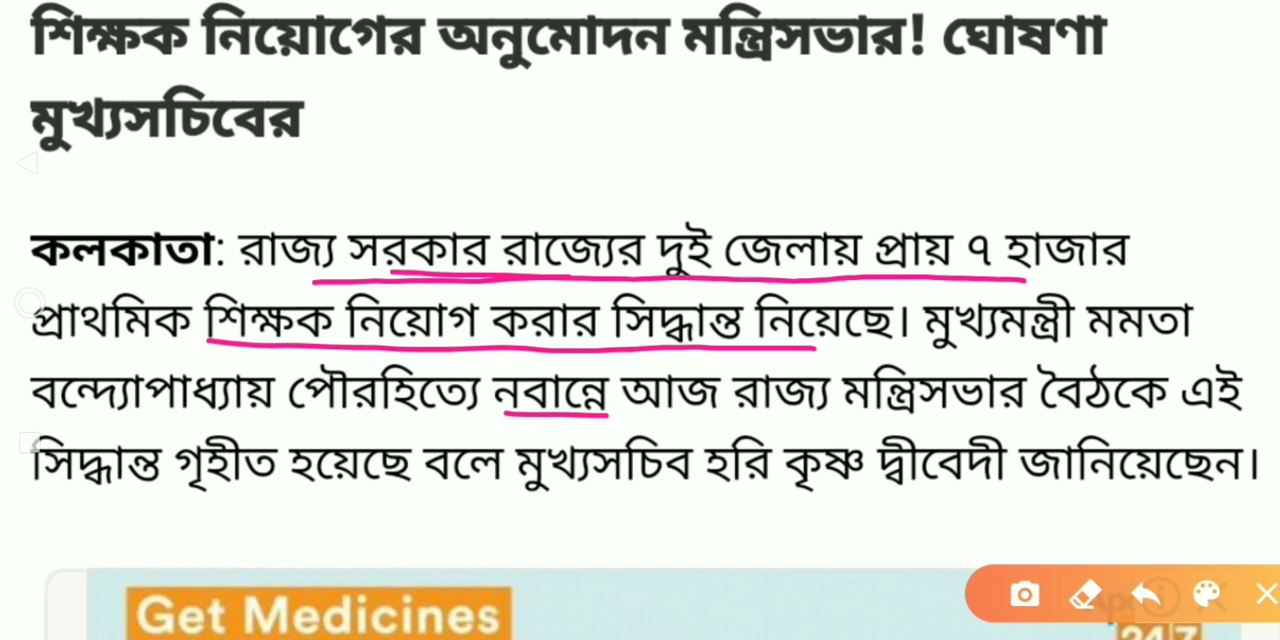 শিক্ষক নিয়োগের অনুমোদন মন্ত্রিসভার! ঘোষণা
মুখ্যসচিবের
কলকাতা: রাজ্য সরকার রাজ্যের দুই জেলায় প্রায় ৭ হাজার
প্রাথমিক শিক্ষক নিয়োগ করার সিদ্ধান্ত নিয়েছে। মুখ্যমন্ত্রী মমতা
বন্দ্যোপাধ্যায় পৌরহিত্যে নবান্নে আজ রাজ্য মন্ত্রিসভার বৈঠকে এই
সিদ্ধান্ত গৃহীত হয়েছে বলে মুখ্যসচিব হরি কৃষ্ণ দ্বীবেদী জানিয়েছেন।
Get Medicines